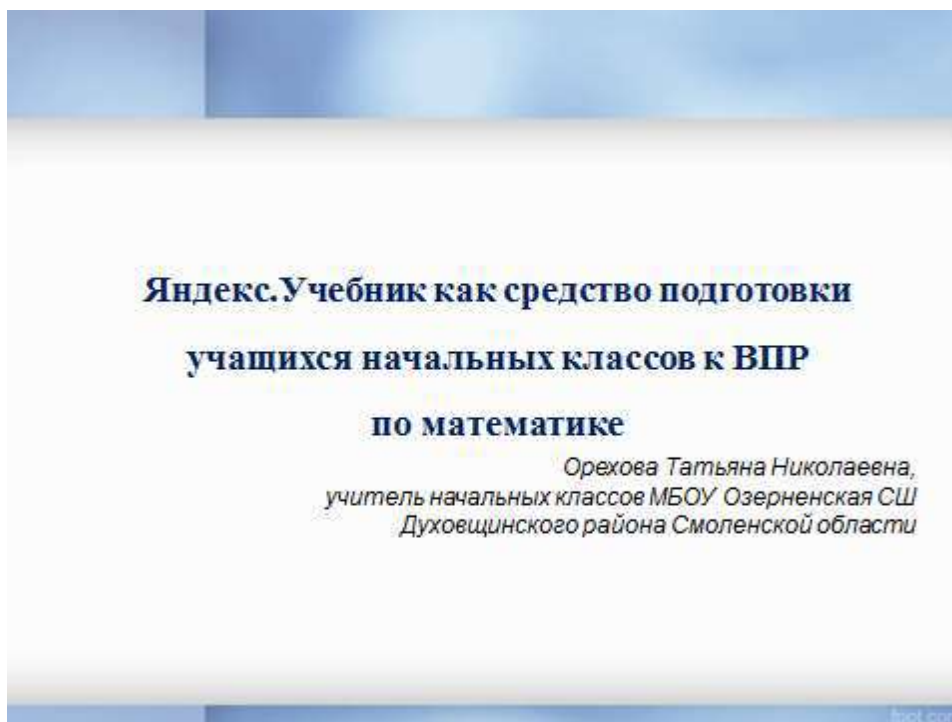 Яндекс.Учебник как средство подготовки
учащихся начальных классов к ВПР
по математике
Орехова Татьяна Николаевна,
учитель начальных классов МБОУ Озерненская СШ
Духовщинского района Смоленской области